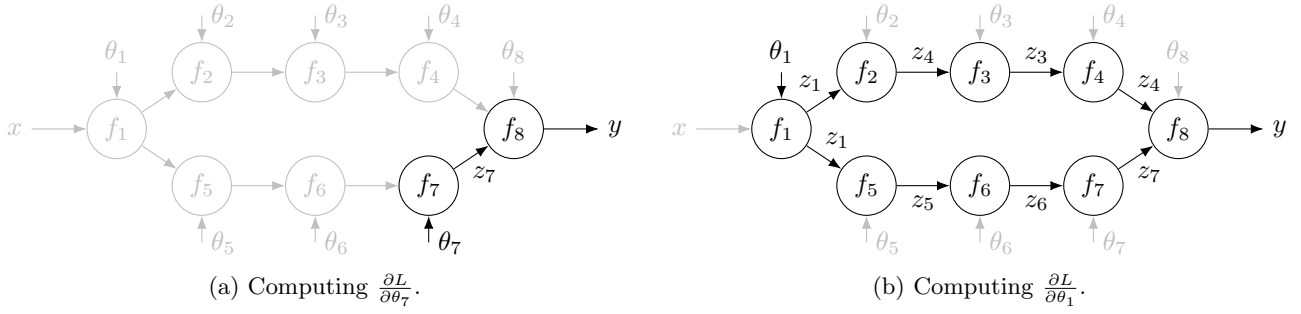 θ₂ θ₃ θ₄
θ₁ θ₈
f₂ f₃ f₄
x f₁ f₈ y
z₇
f₅ f₆ f₇
θ₅ θ₆ θ₇
(a) Computing ∂L/∂θ₇.
θ₂ θ₃ θ₄
θ₁ θ₈
z₁ f₂ z₄ f₃ z₃ f₄ z₄
x f₁ f₈ y
z₁ z₇
f₅ z₅ f₆ z₆ f₇
θ₅ θ₆ θ₇
(b) Computing ∂L/∂θ₁.